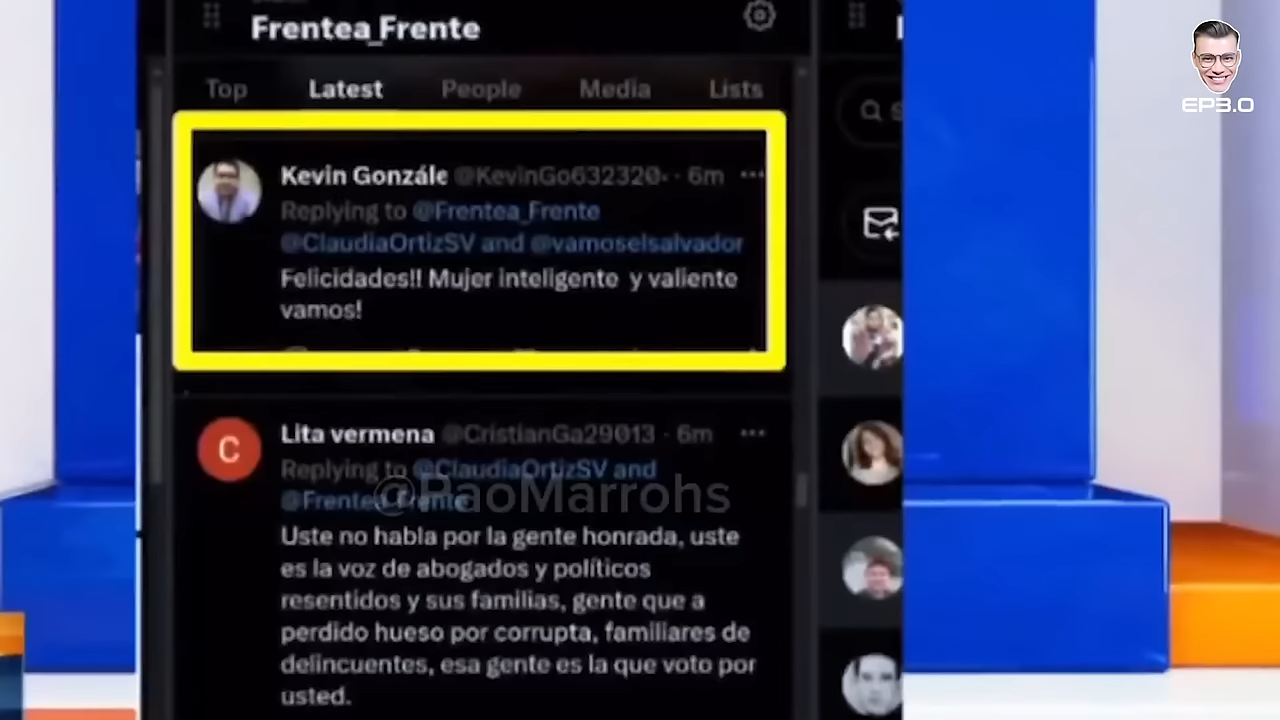 Frentea_Frente
EP3.0
Top Latest People Media Lists
Kevin Gonzále @KevinGo632320 · 6m
Replying to @Frentea_Frente
@ClaudiaOrtizSV and @vamoselsalvador
Felicidades!! Mujer inteligente y valiente
vamos!
Lita vermena @CristianGa29013 · 6m
C
Replying to @ClaudiaOrtizSV and
@Frentea_Frente
@PaoMarrohs
Uste no habla por la gente honrada, uste
es la voz de abogados y políticos
resentidos y sus familias, gente que a
perdido hueso por corrupta, familiares de
delincuentes, esa gente es la que voto por
usted.